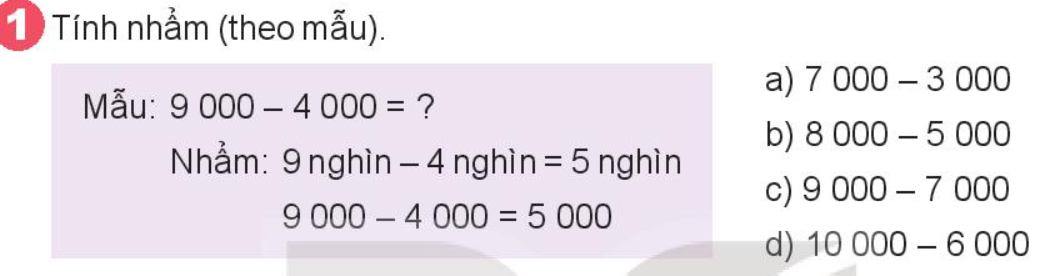 1 Tính nhẩm (theo mẫu).
Mẫu: 9 000 – 4 000 = ?
Nhẩm: 9 nghìn – 4 nghìn = 5 nghìn
9 000 – 4 000 = 5 000
a) 7 000 – 3 000
b) 8 000 – 5 000
c) 9 000 – 7 000
d) 10 000 – 6 000